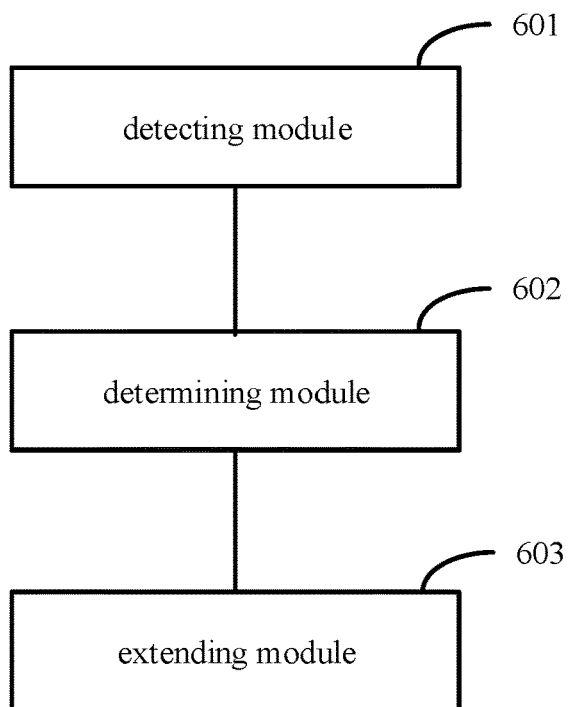 601
detecting module
602
determining module
603
extending module